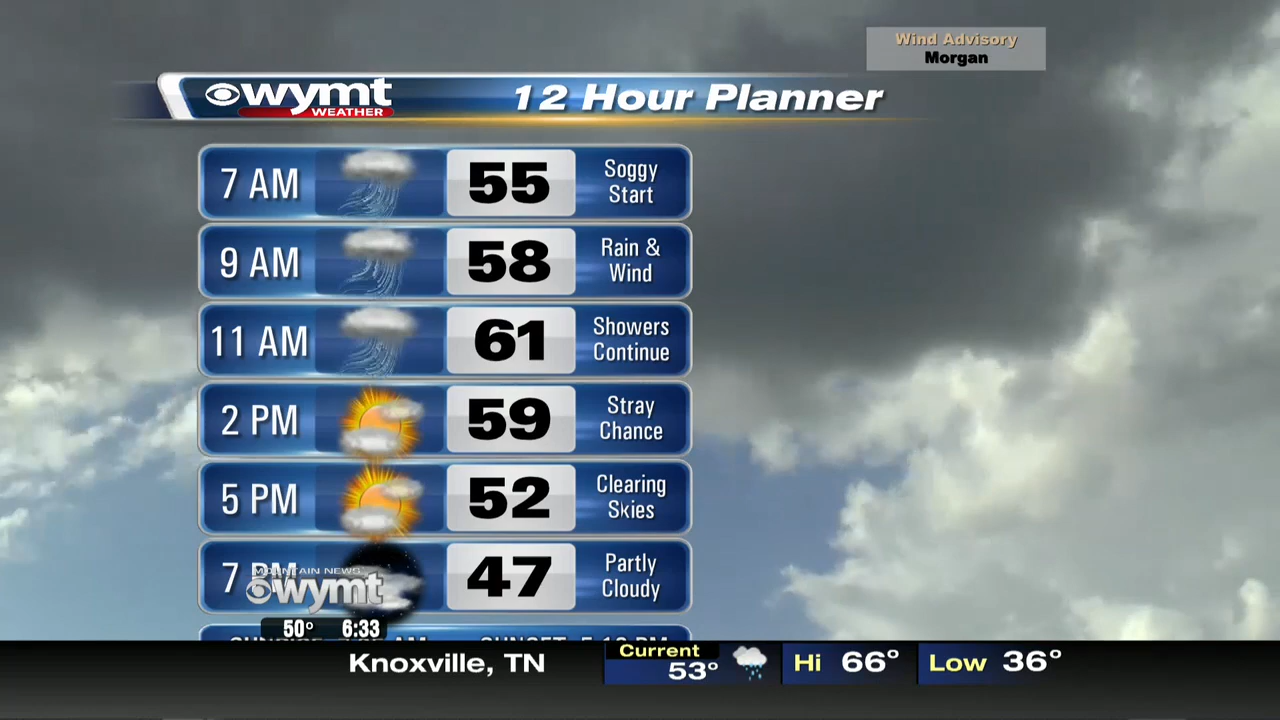 Wind Advisory
Morgan
wymt
WEATHER
12 Hour Planner
7 AM 55 Soggy Start
9 AM 58 Rain & Wind
11 AM 61 Showers Continue
2 PM 59 Stray Chance
5 PM 52 Clearing Skies
7 PM 47 Partly Cloudy
MOUNTAIN NEWS
wymt
50° 6:33
Knoxville, TN
Current 53°
Hi 66°
Low 36°